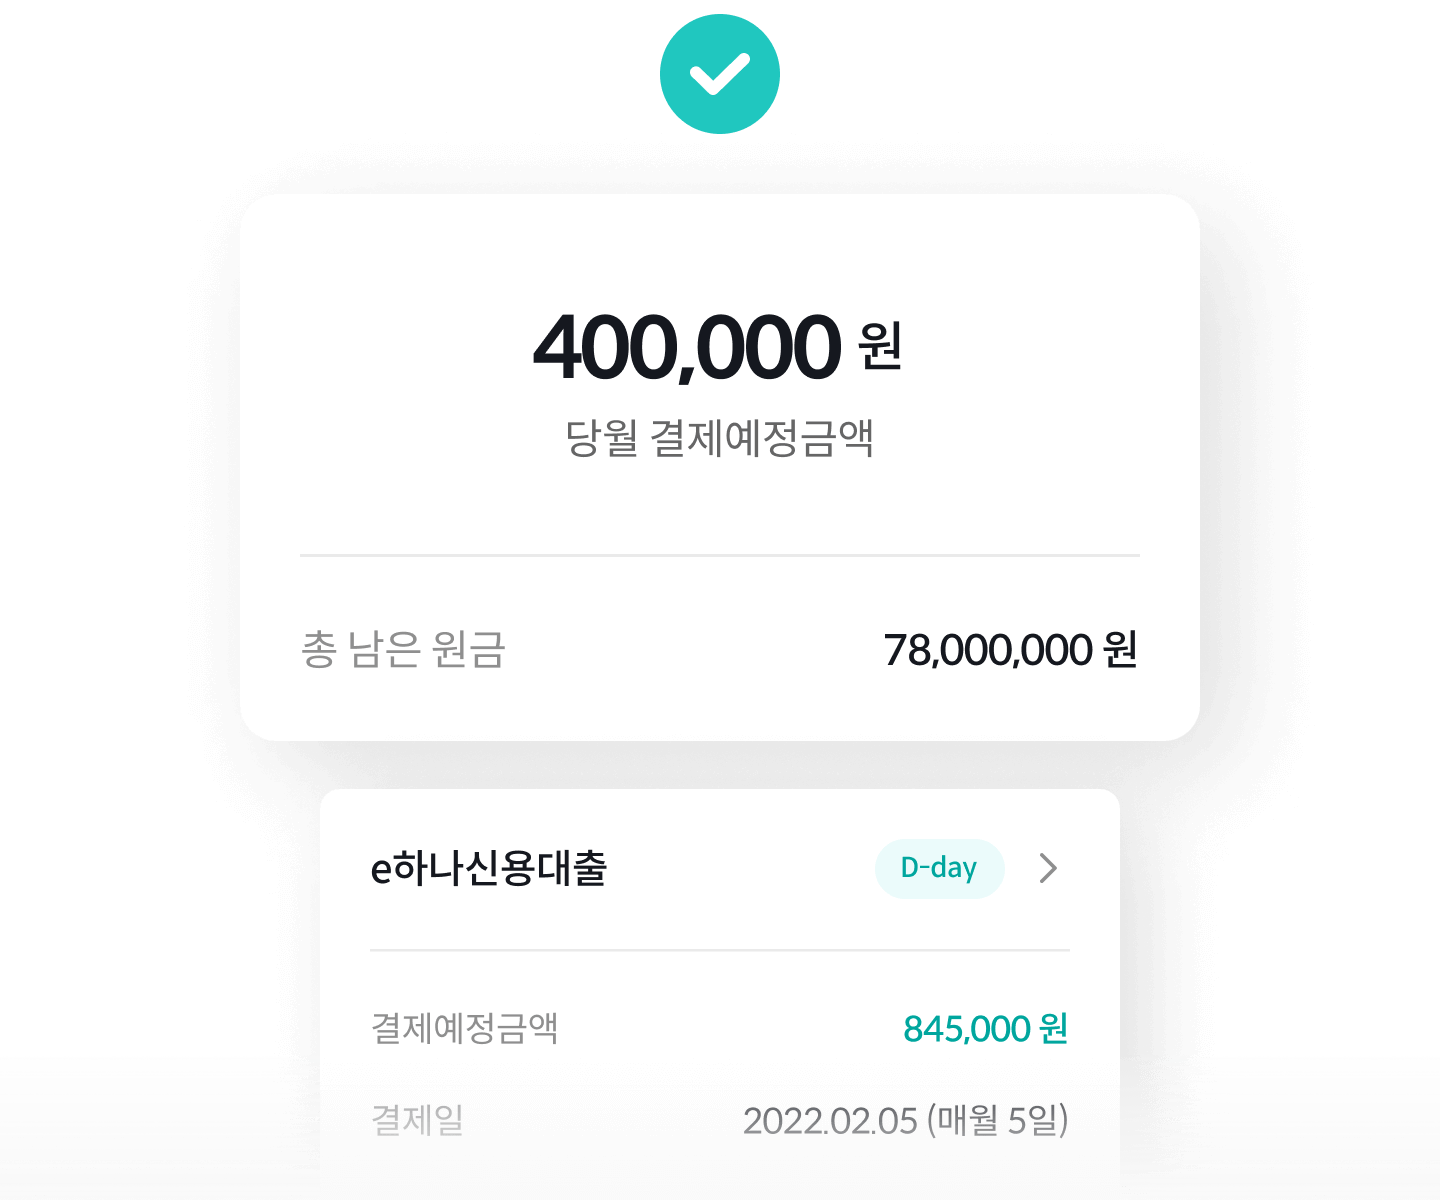 400,000 원
당월 결제예정금액
총 남은 원금 78,000,000 원
e하나신용대출 D-day
결제예정금액 845,000 원
결제일 2022.02.05 (매월 5일)